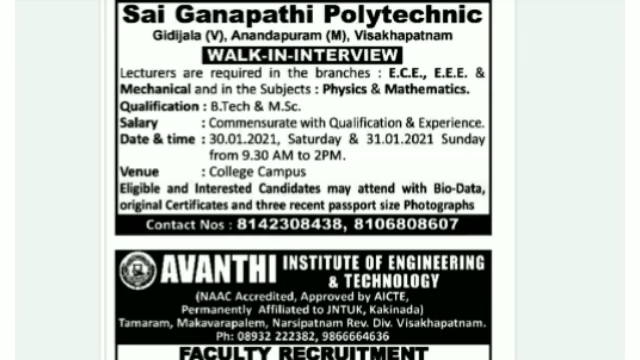 Sai Ganapathi Polytechnic
Gidijala (V), Anandapuram (M), Visakhapatnam
WALK-IN-INTERVIEW
Lecturers are required in the branches : E.C.E., E.E.E. &
Mechanical and in the Subjects : Physics & Mathematics.
Qualification : B.Tech & M.Sc.
Salary : Commensurate with Qualification & Experience.
Date & time : 30.01.2021, Saturday & 31.01.2021 Sunday
from 9.30 AM to 2PM.
Venue : College Campus
Eligible and Interested Candidates may attend with Bio-Data,
original Certificates and three recent passport size Photographs
Contact Nos : 8142308438, 8106808607
AVANTHI INSTITUTE OF ENGINEERING
& TECHNOLOGY
(NAAC Accredited, Approved by AICTE,
Permanently Affiliated to JNTUK, Kakinada)
Tamaram, Makavarapalem, Narsipatnam Rev. Div. Visakhapatnam.
Ph: 08932 222382, 9866664636
FACULTY RECRUITMENT